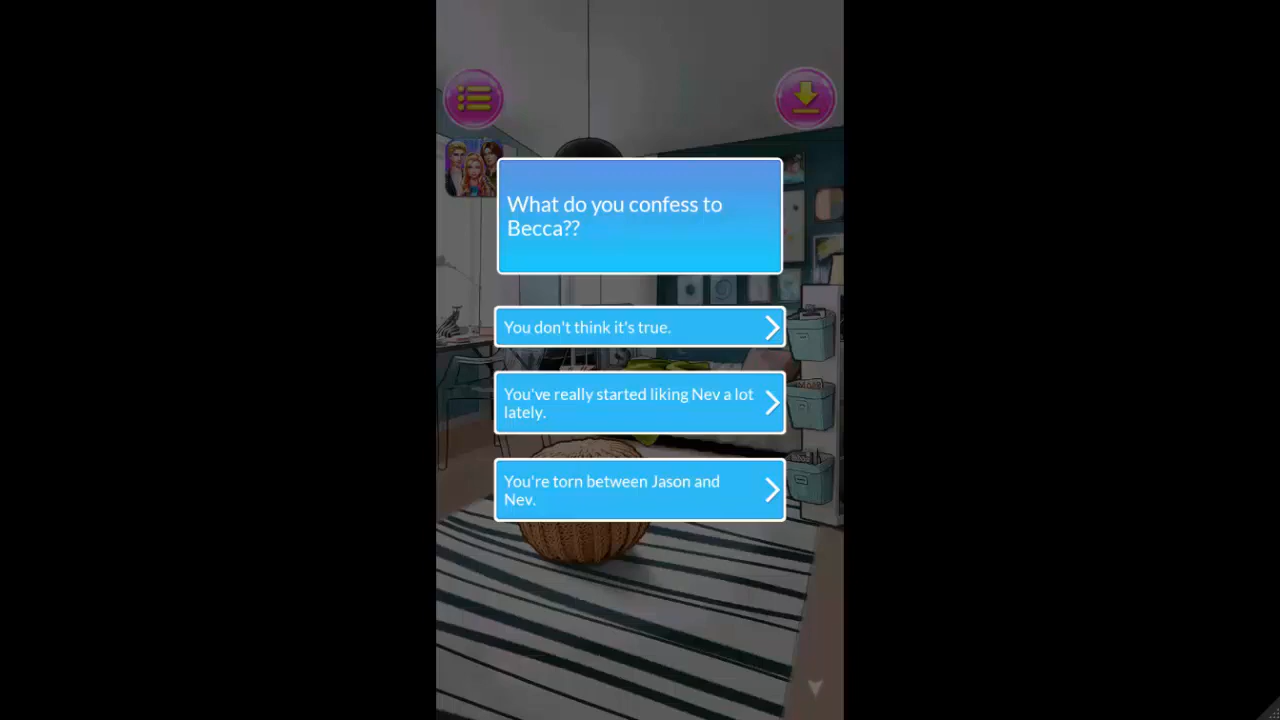 What do you confess to
Becca??
You don't think it's true.
You've really started liking Nev a lot
lately.
You're torn between Jason and
Nev.